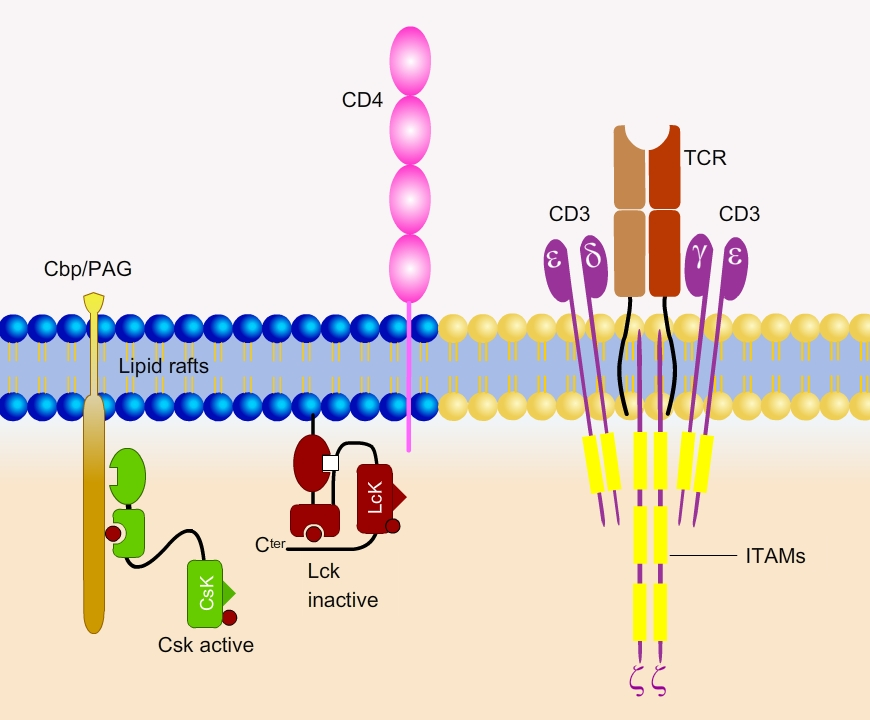 CD4
TCR
CD3
CD3
ε
δ
γ
ε
Cbp/PAG
Lipid rafts
LcK
Cter
Lck
inactive
ITAMs
CsK
Csk active
ζ ζ